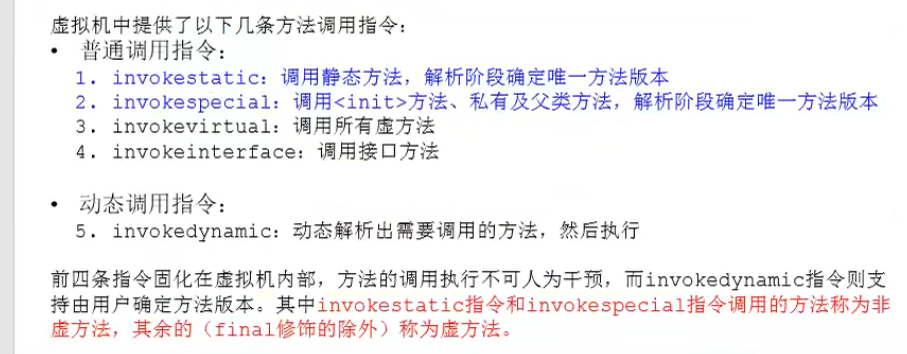 虚拟机中提供了以下几条方法调用指令：
• 普通调用指令：
1. invokestatic：调用静态方法，解析阶段确定唯一方法版本
2. invokespecial：调用<init>方法、私有及父类方法，解析阶段确定唯一方法版本
3. invokevirtual：调用所有虚方法
4. invokeinterface：调用接口方法
• 动态调用指令：
5. invokedynamic：动态解析出需要调用的方法，然后执行
前四条指令固化在虚拟机内部，方法的调用执行不可人为干预，而invokedynamic指令则支
持由用户确定方法版本。其中invokestatic指令和invokespecial指令调用的方法称为非
虚方法，其余的（final修饰的除外）称为虚方法。